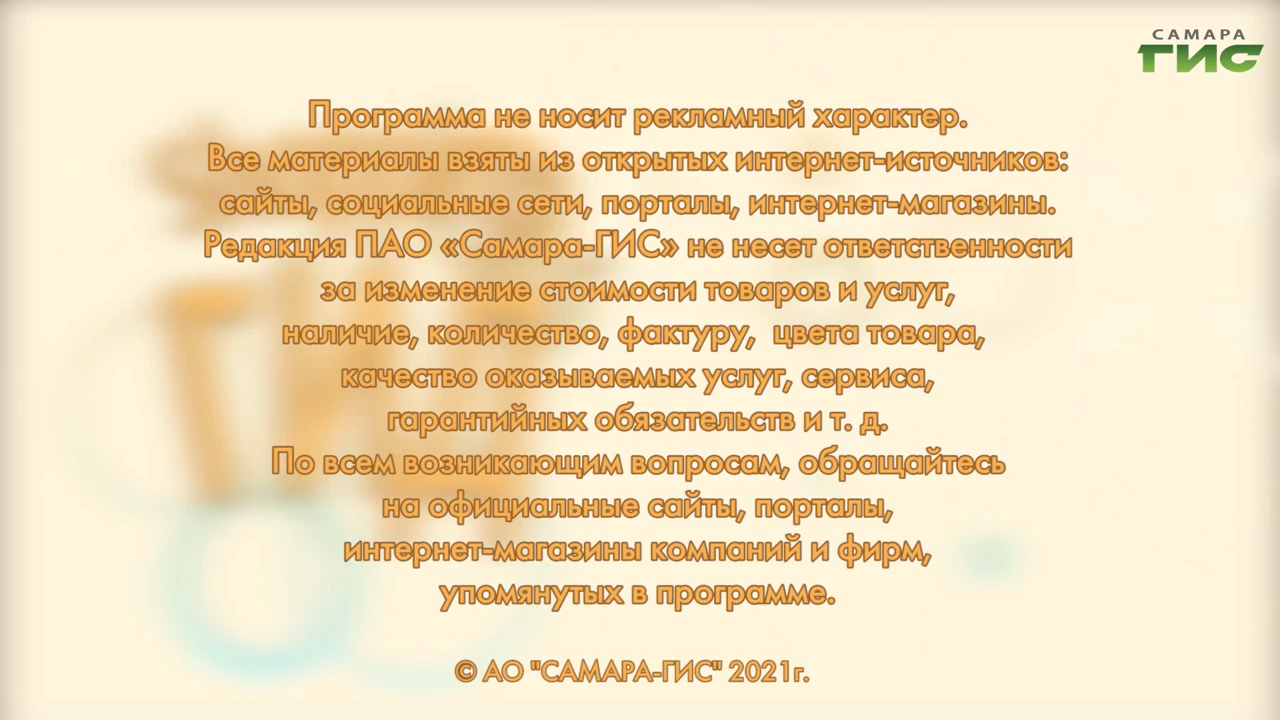 САМАРА
ГИС
Программа не носит рекламный характер.
Все материалы взяты из открытых интернет-источников:
сайты, социальные сети, порталы, интернет-магазины.
Редакция ПАО «Самара-ГИС» не несет ответственности
за изменение стоимости товаров и услуг,
наличие, количество, фактуру, цвета товара,
качество оказываемых услуг, сервиса,
гарантийных обязательств и т. д.
По всем возникающим вопросам, обращайтесь
на официальные сайты, порталы,
интернет-магазины компаний и фирм,
упомянутых в программе.
© АО "САМАРА-ГИС" 2021г.